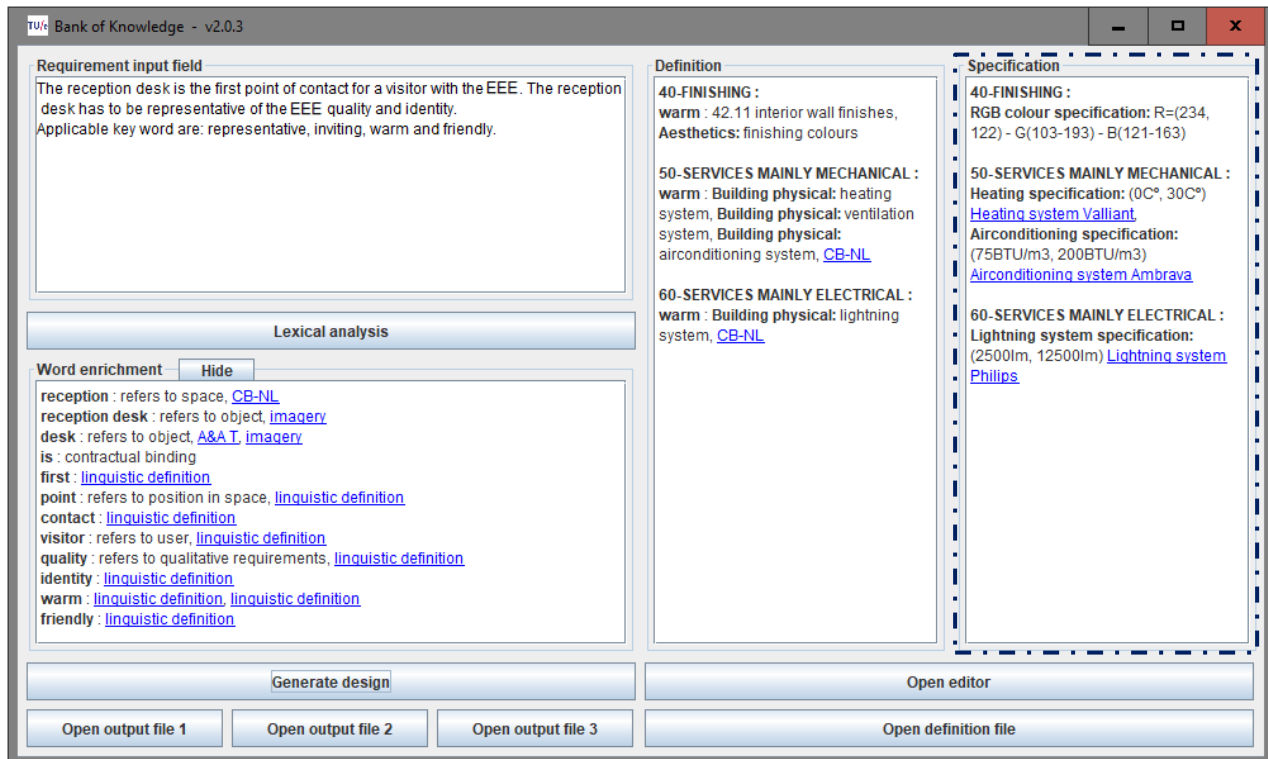 TU/e Bank of Knowledge - v2.0.3
Requirement input field
The reception desk is the first point of contact for a visitor with the EEE. The reception
desk has to be representative of the EEE quality and identity.
Applicable key word are: representative, inviting, warm and friendly.
Lexical analysis
Word enrichment Hide
reception : refers to space, CB-NL
reception desk : refers to object, imagery
desk : refers to object, A&A T, imagery
is : contractual binding
first : linguistic definition
point : refers to position in space, linguistic definition
contact : linguistic definition
visitor : refers to user, linguistic definition
quality : refers to qualitative requirements, linguistic definition
identity : linguistic definition
warm : linguistic definition, linguistic definition
friendly : linguistic definition
Generate design
Open output file 1
Open output file 2
Open output file 3
Definition
40-FINISHING :
warm : 42.11 interior wall finishes,
Aesthetics: finishing colours
50-SERVICES MAINLY MECHANICAL :
warm : Building physical: heating
system, Building physical: ventilation
system, Building physical:
airconditioning system, CB-NL
60-SERVICES MAINLY ELECTRICAL :
warm : Building physical: lightning
system, CB-NL
Specification
40-FINISHING :
RGB colour specification: R=(234,
122) - G(103-193) - B(121-163)
50-SERVICES MAINLY MECHANICAL :
Heating specification: (0Cº, 30Cº)
Heating system Valliant,
Airconditioning specification:
(75BTU/m3, 200BTU/m3)
Airconditioning system Ambrava
60-SERVICES MAINLY ELECTRICAL :
Lightning system specification:
(2500lm, 12500lm) Lightning system
Philips
Open editor
Open definition file